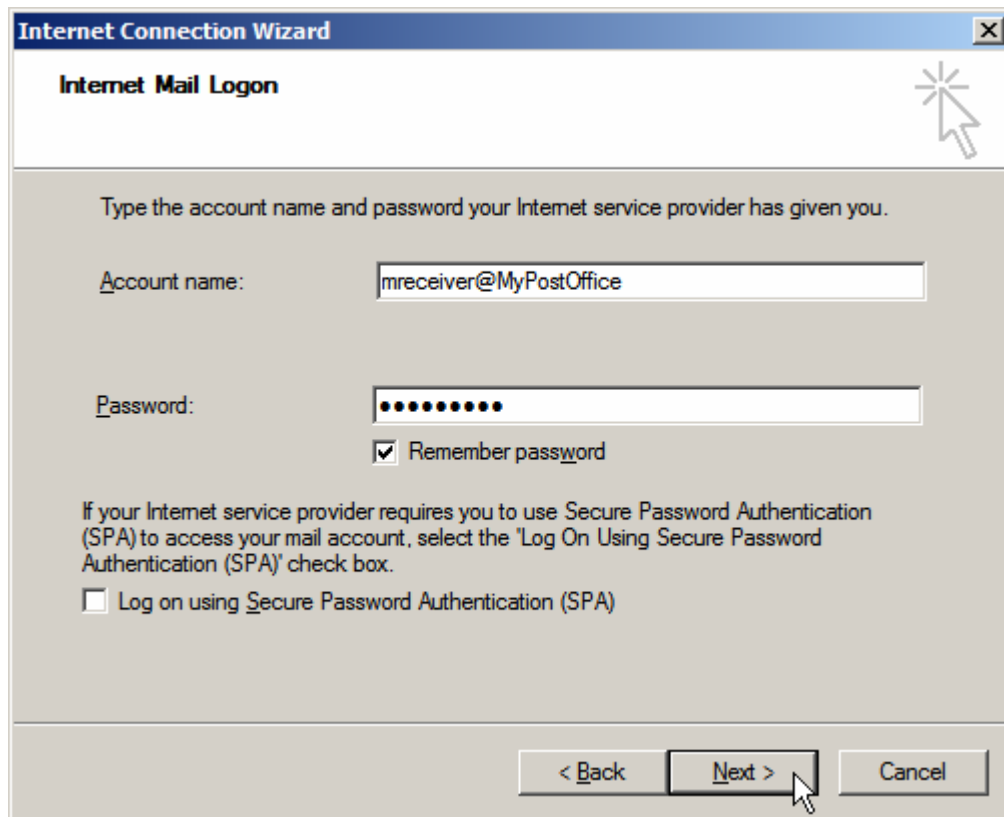 Internet Connection Wizard
Internet Mail Logon
Type the account name and password your Internet service provider has given you.
Account name: mreceiver@MyPostOffice
Password: •••••••••
Remember password
If your Internet service provider requires you to use Secure Password Authentication
(SPA) to access your mail account, select the 'Log On Using Secure Password
Authentication (SPA)' check box.
Log on using Secure Password Authentication (SPA)
< Back Next > Cancel